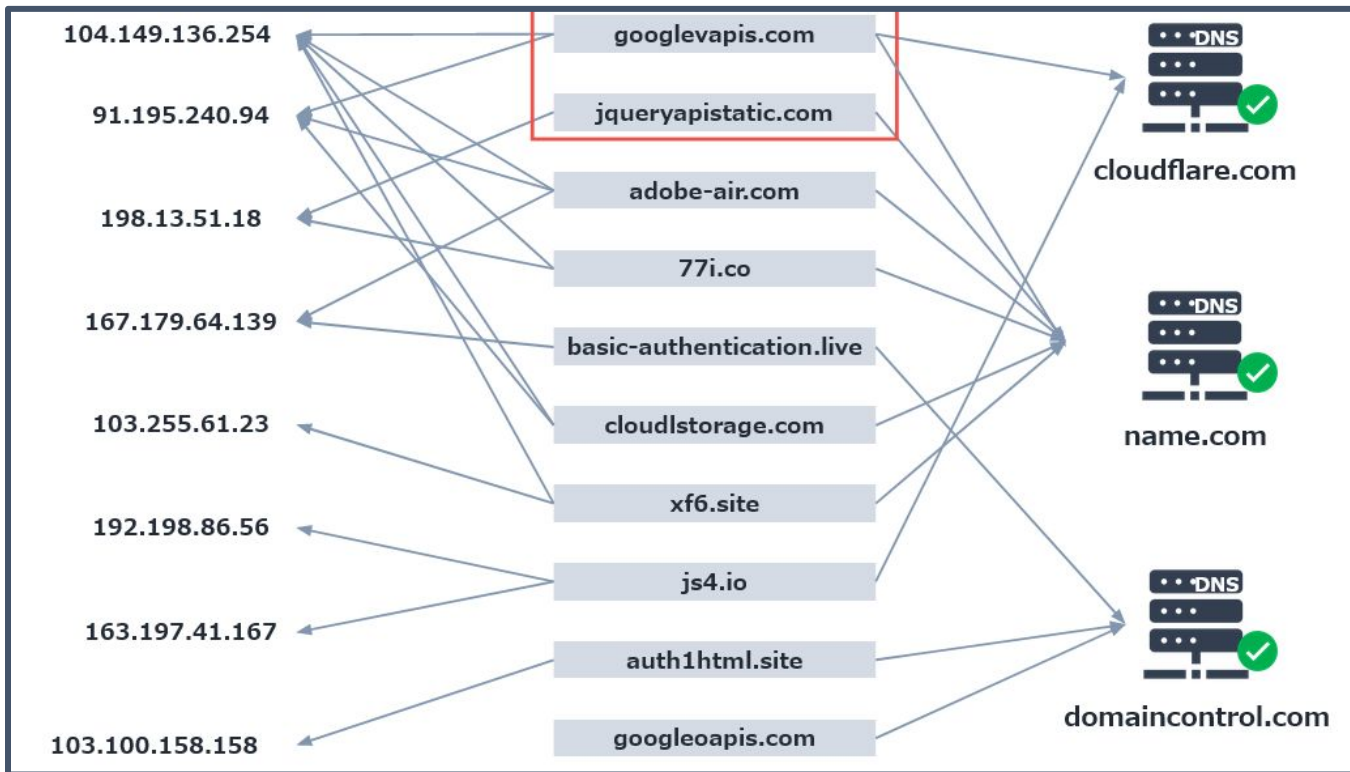 104.149.136.254
91.195.240.94
198.13.51.18
167.179.64.139
103.255.61.23
192.198.86.56
163.197.41.167
103.100.158.158
googlevapis.com
jqueryapistatic.com
adobe-air.com
77i.co
basic-authentication.live
cloudlstorage.com
xf6.site
js4.io
auth1html.site
googleoapis.com
DNS
cloudflare.com
DNS
name.com
DNS
domaincontrol.com